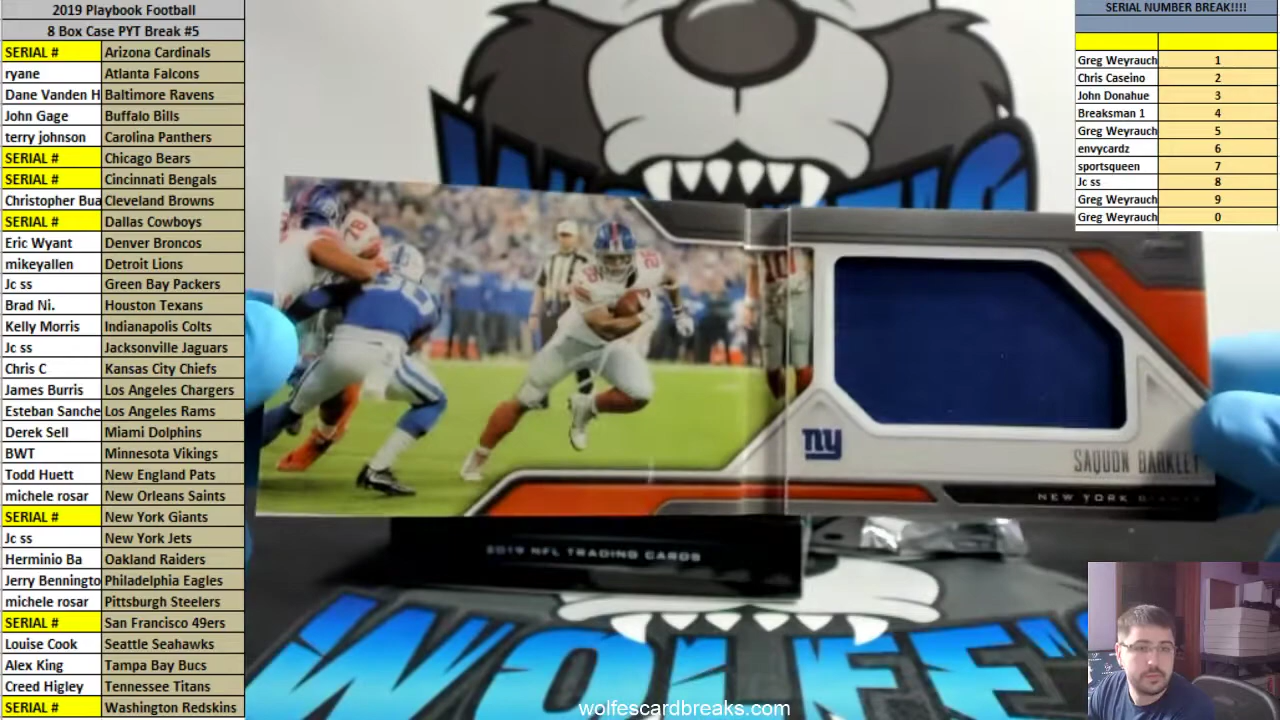 2019 Playbook Football
8 Box Case PYT Break #5
SERIAL # Arizona Cardinals
ryane Atlanta Falcons
Dane Vanden H Baltimore Ravens
John Gage Buffalo Bills
terry johnson Carolina Panthers
SERIAL # Chicago Bears
SERIAL # Cincinnati Bengals
Christopher Bua Cleveland Browns
SERIAL # Dallas Cowboys
Eric Wyant Denver Broncos
mikeyallen Detroit Lions
Jc ss Green Bay Packers
Brad Ni. Houston Texans
Kelly Morris Indianapolis Colts
Jc ss Jacksonville Jaguars
Chris C Kansas City Chiefs
James Burris Los Angeles Chargers
Esteban Sanche Los Angeles Rams
Derek Sell Miami Dolphins
BWT Minnesota Vikings
Todd Huett New England Pats
michele rosar New Orleans Saints
SERIAL # New York Giants
Jc ss New York Jets
Herminio Ba Oakland Raiders
Jerry Benningto Philadelphia Eagles
michele rosar Pittsburgh Steelers
SERIAL # San Francisco 49ers
Louise Cook Seattle Seahawks
Alex King Tampa Bay Bucs
Creed Higley Tennessee Titans
SERIAL # Washington Redskins
SERIAL NUMBER BREAK!!!!
Greg Weyrauch 1
Chris Caseino 2
John Donahue 3
Breaksman 1 4
Greg Weyrauch 5
envycardz 6
sportsqueen 7
Jc ss 8
Greg Weyrauch 9
Greg Weyrauch 0
78
26
ny
SAQUON BARKLEY
NEW YORK GIANTS
2019 NFL TRADING CARDS
WOLFE'S
wolfescardbreaks.com